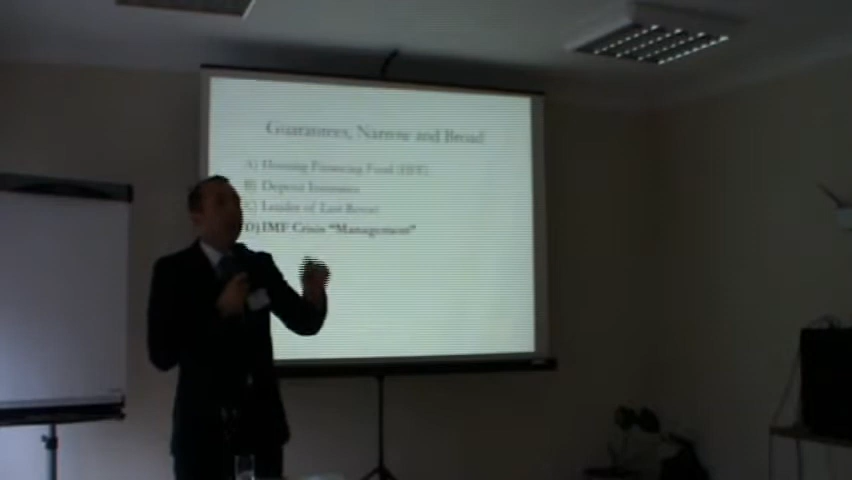 Guarantees, Narrow and Broad
A) Housing Financing Fund (HFF)
B) Deposit Insurance
C) Lender of Last Resort
D) IMF Crisis "Management"